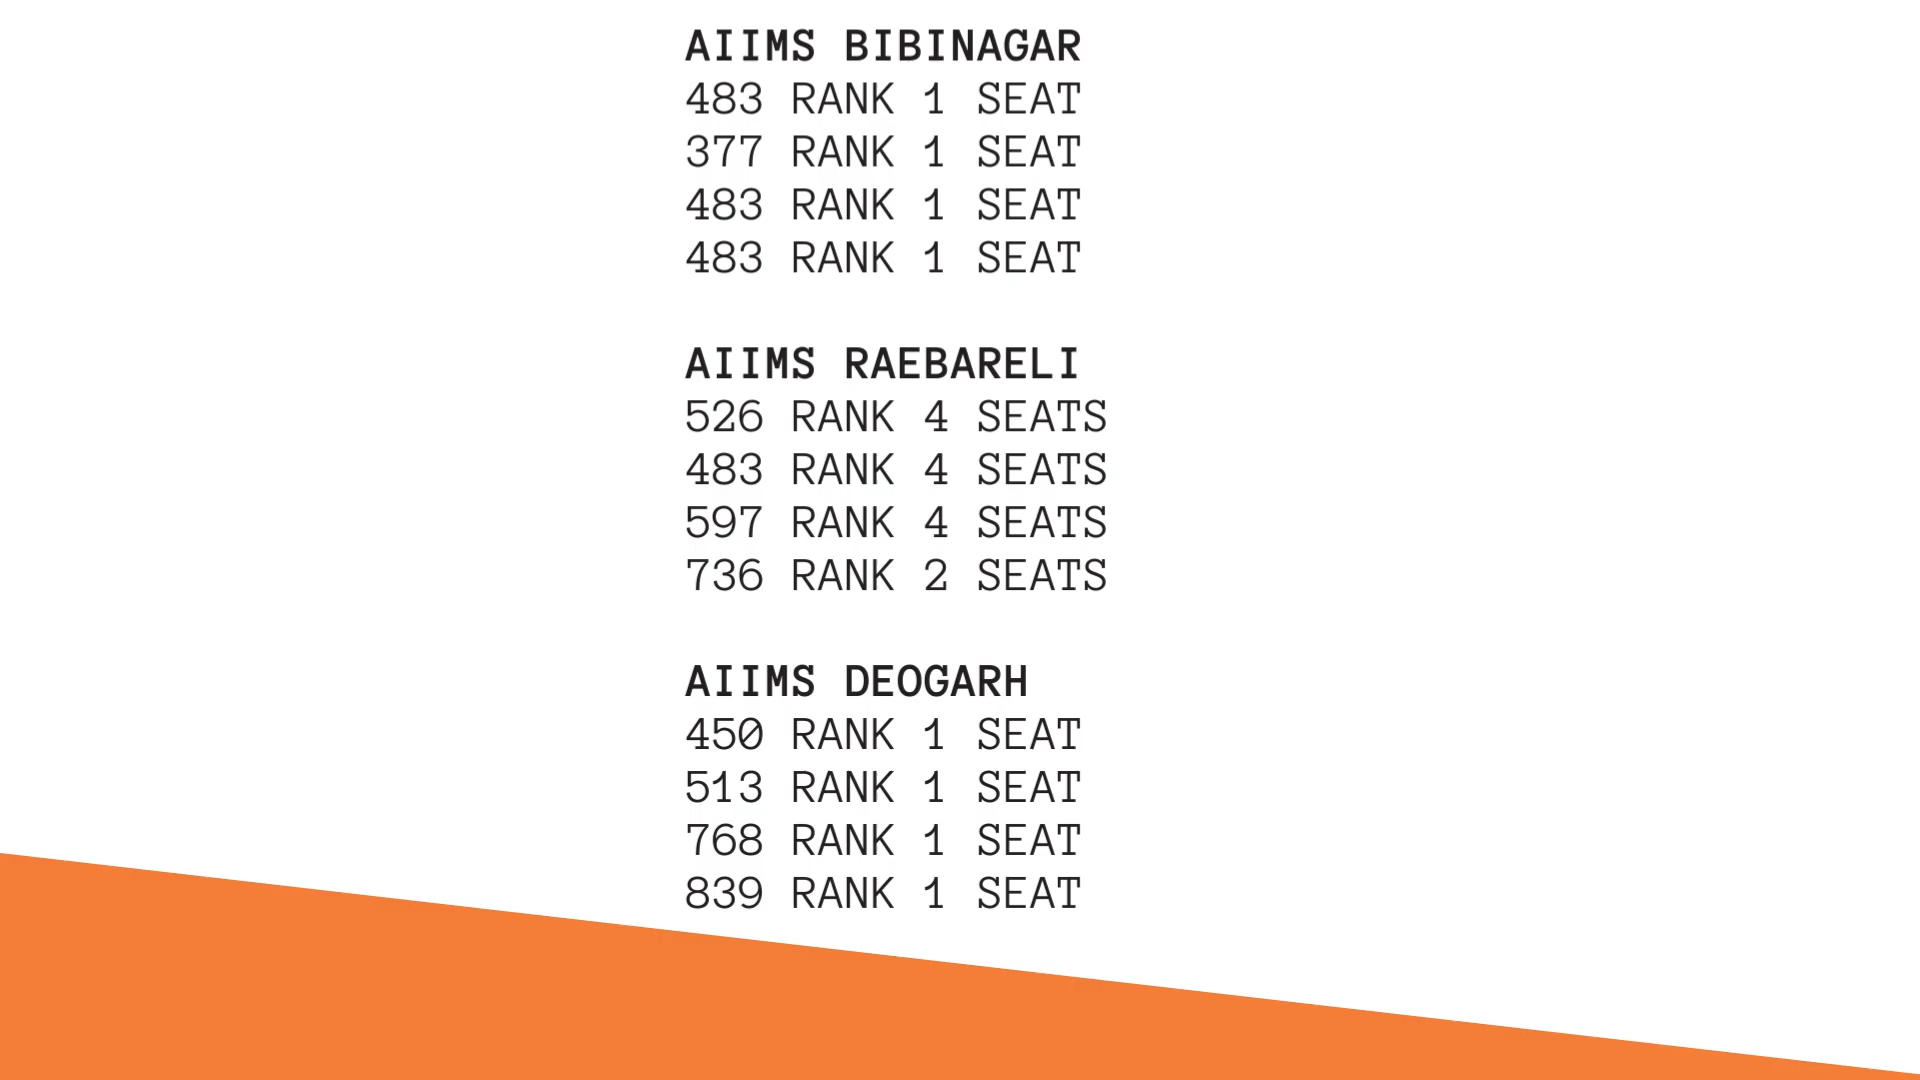 AIIMS BIBINAGAR
483 RANK 1 SEAT
377 RANK 1 SEAT
483 RANK 1 SEAT
483 RANK 1 SEAT
AIIMS RAEBARELI
526 RANK 4 SEATS
483 RANK 4 SEATS
597 RANK 4 SEATS
736 RANK 2 SEATS
AIIMS DEOGARH
450 RANK 1 SEAT
513 RANK 1 SEAT
768 RANK 1 SEAT
839 RANK 1 SEAT